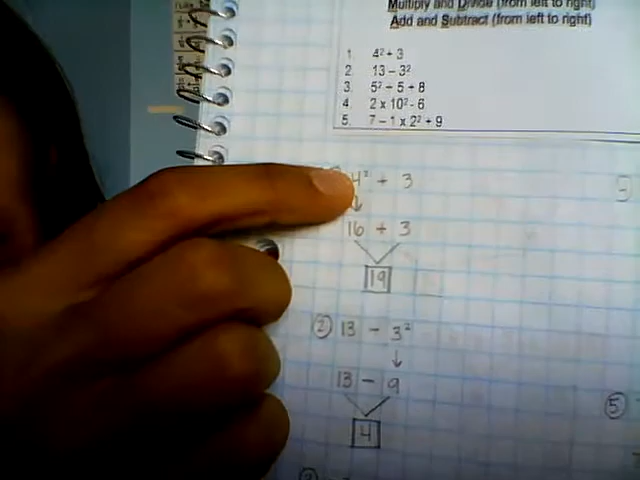 Multiply and Divide (from left to right)
Add and Subtract (from left to right)
1. 4² + 3
2. 13 – 3²
3. 5² – 5 + 8
4. 2 x 10² - 6
5. 7 – 1 x 2² + 9
4² + 3
16 + 3
19
② 13 - 3²
13 - 9
4
⑤